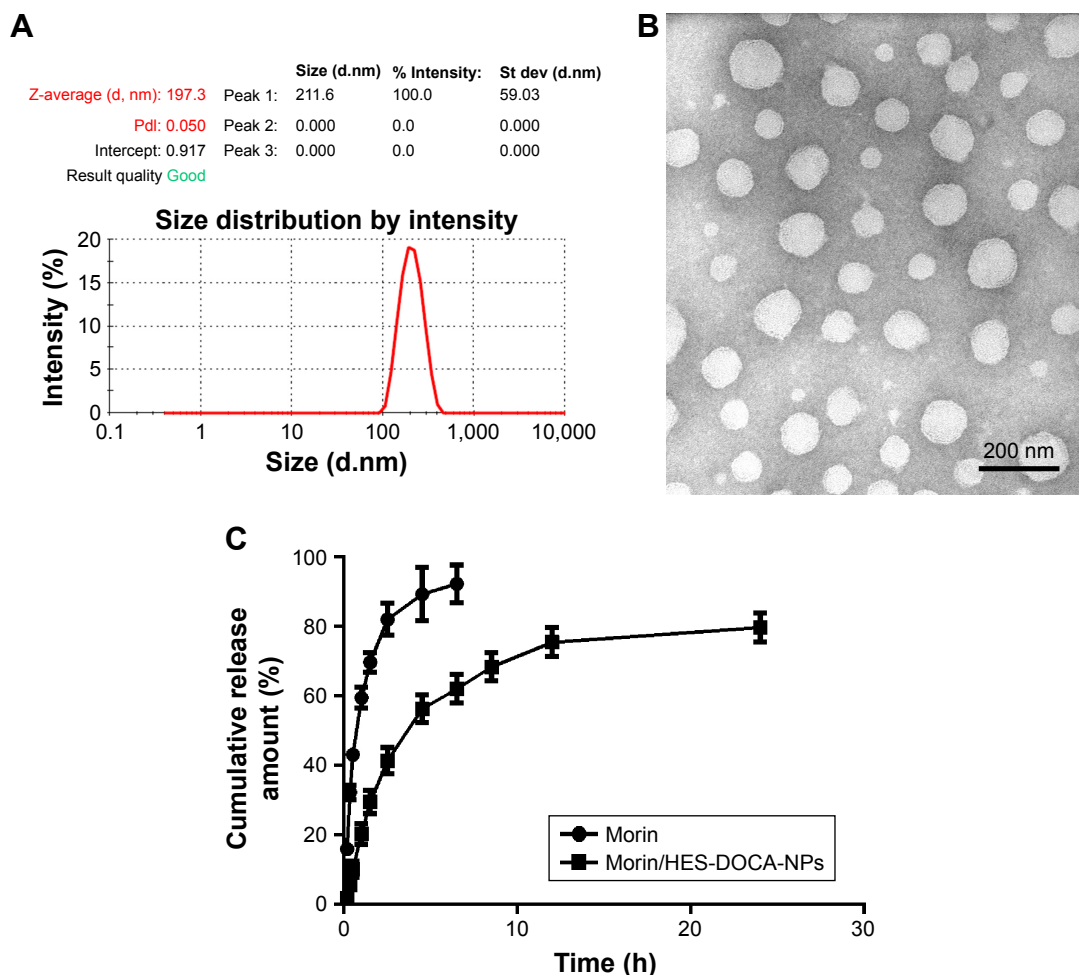 A
Size (d.nm) % Intensity: St dev (d.nm)
Z-average (d, nm): 197.3 Peak 1: 211.6 100.0 59.03
PdI: 0.050 Peak 2: 0.000 0.0 0.000
Intercept: 0.917 Peak 3: 0.000 0.0 0.000
Result quality Good
Size distribution by intensity
Intensity (%)
20
15
10
5
0
0.1 1 10 100 1,000 10,000
Size (d.nm)
B
200 nm
C
Cumulative release
amount (%)
100
80
60
40
20
0
Morin
Morin/HES-DOCA-NPs
0 10 20 30
Time (h)